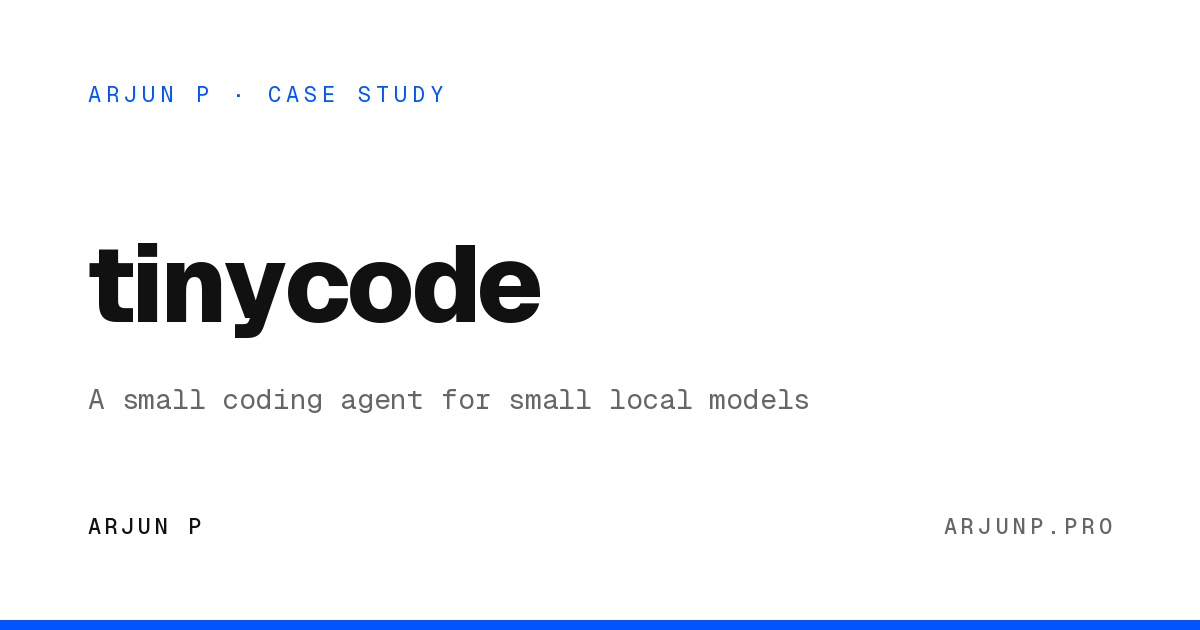 ARJUN P · CASE STUDY
tinycode
A small coding agent for small local models
ARJUN P
ARJUNP.PRO